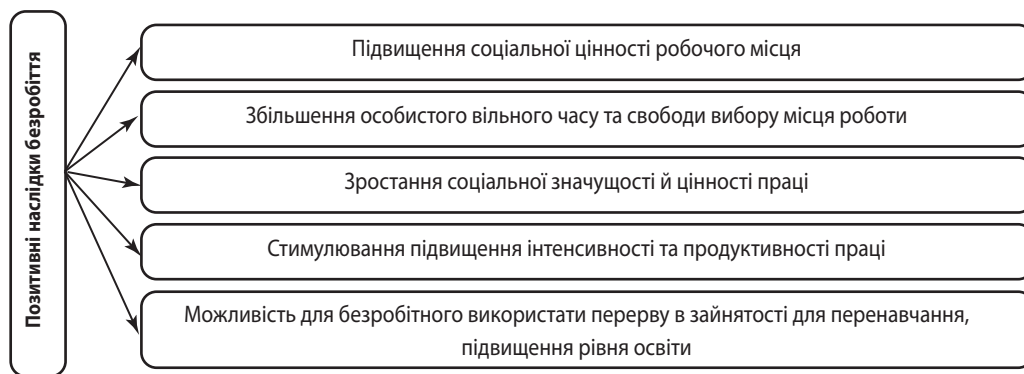 Позитивні наслідки безробіття
Підвищення соціальної цінності робочого місця
Збільшення особистого вільного часу та свободи вибору місця роботи
Зростання соціальної значущості й цінності праці
Стимулювання підвищення інтенсивності та продуктивності праці
Можливість для безробітного використати перерву в зайнятості для перенавчання,
підвищення рівня освіти